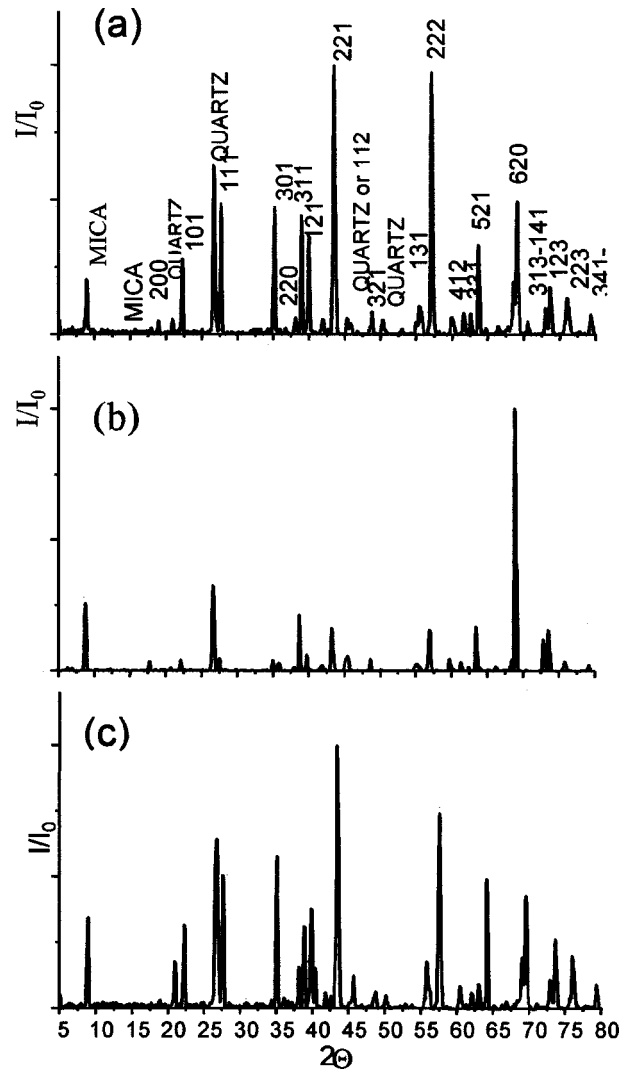 (a)
I/I₀
MICA
MICA
200
QUARTZ
101
QUARTZ
111
301
220
311
121
221
QUARTZ or 112
321
QUARTZ
131
222
412
331
521
620
313-141
123
223
341-
(b)
I/I₀
(c)
I/I₀
5 10 15 20 25 30 35 40 45 50 55 60 65 70 75 80
2Θ